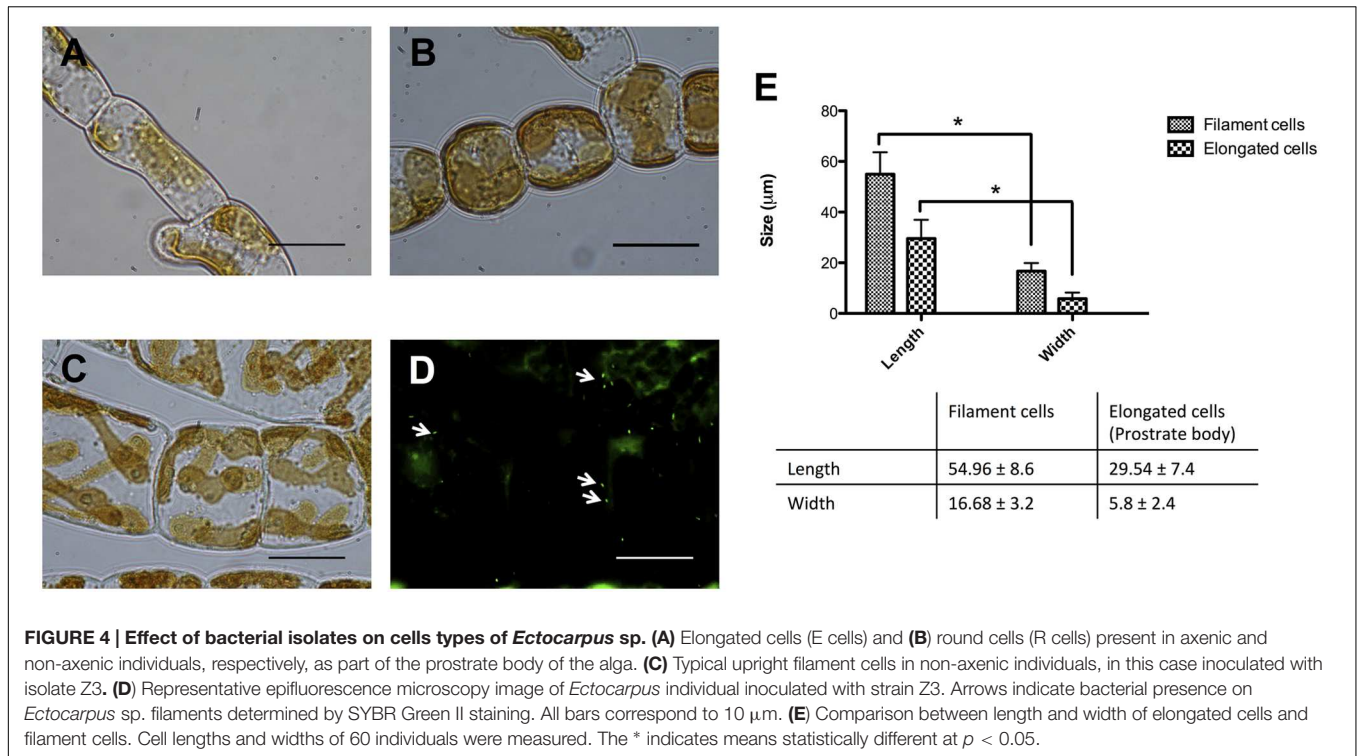 A
B
E
80
60
40
20
0
Size (μm)
*
*
Length
Width
Filament cells
Elongated cells
C
D
Filament cells
Elongated cells
(Prostrate body)
Length
54.96 ± 8.6
29.54 ± 7.4
Width
16.68 ± 3.2
5.8 ± 2.4
FIGURE 4 | Effect of bacterial isolates on cells types of Ectocarpus sp. (A) Elongated cells (E cells) and (B) round cells (R cells) present in axenic and
non-axenic individuals, respectively, as part of the prostrate body of the alga. (C) Typical upright filament cells in non-axenic individuals, in this case inoculated with
isolate Z3. (D) Representative epifluorescence microscopy image of Ectocarpus individual inoculated with strain Z3. Arrows indicate bacterial presence on
Ectocarpus sp. filaments determined by SYBR Green II staining. All bars correspond to 10 μm. (E) Comparison between length and width of elongated cells and
filament cells. Cell lengths and widths of 60 individuals were measured. The * indicates means statistically different at p < 0.05.